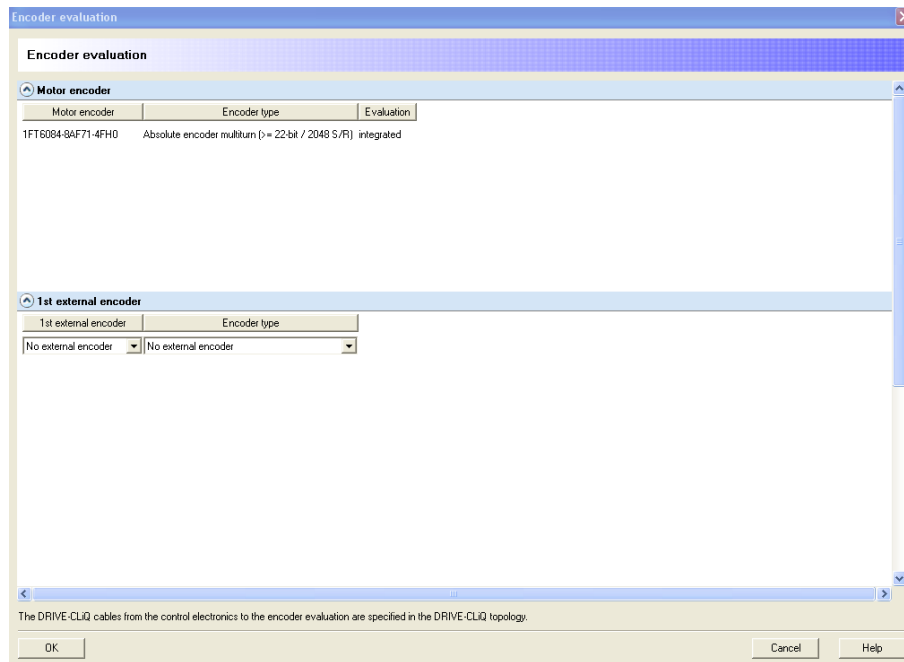 Encoder evaluation
Encoder evaluation
Motor encoder
Motor encoder Encoder type Evaluation
1FT6084-8AF71-4FH0 Absolute encoder multiturn (>= 22-bit / 2048 S/R) integrated
1st external encoder
1st external encoder Encoder type
No external encoder No external encoder
The DRIVE-CLiQ cables from the control electronics to the encoder evaluation are specified in the DRIVE-CLiQ topology.
OK Cancel Help